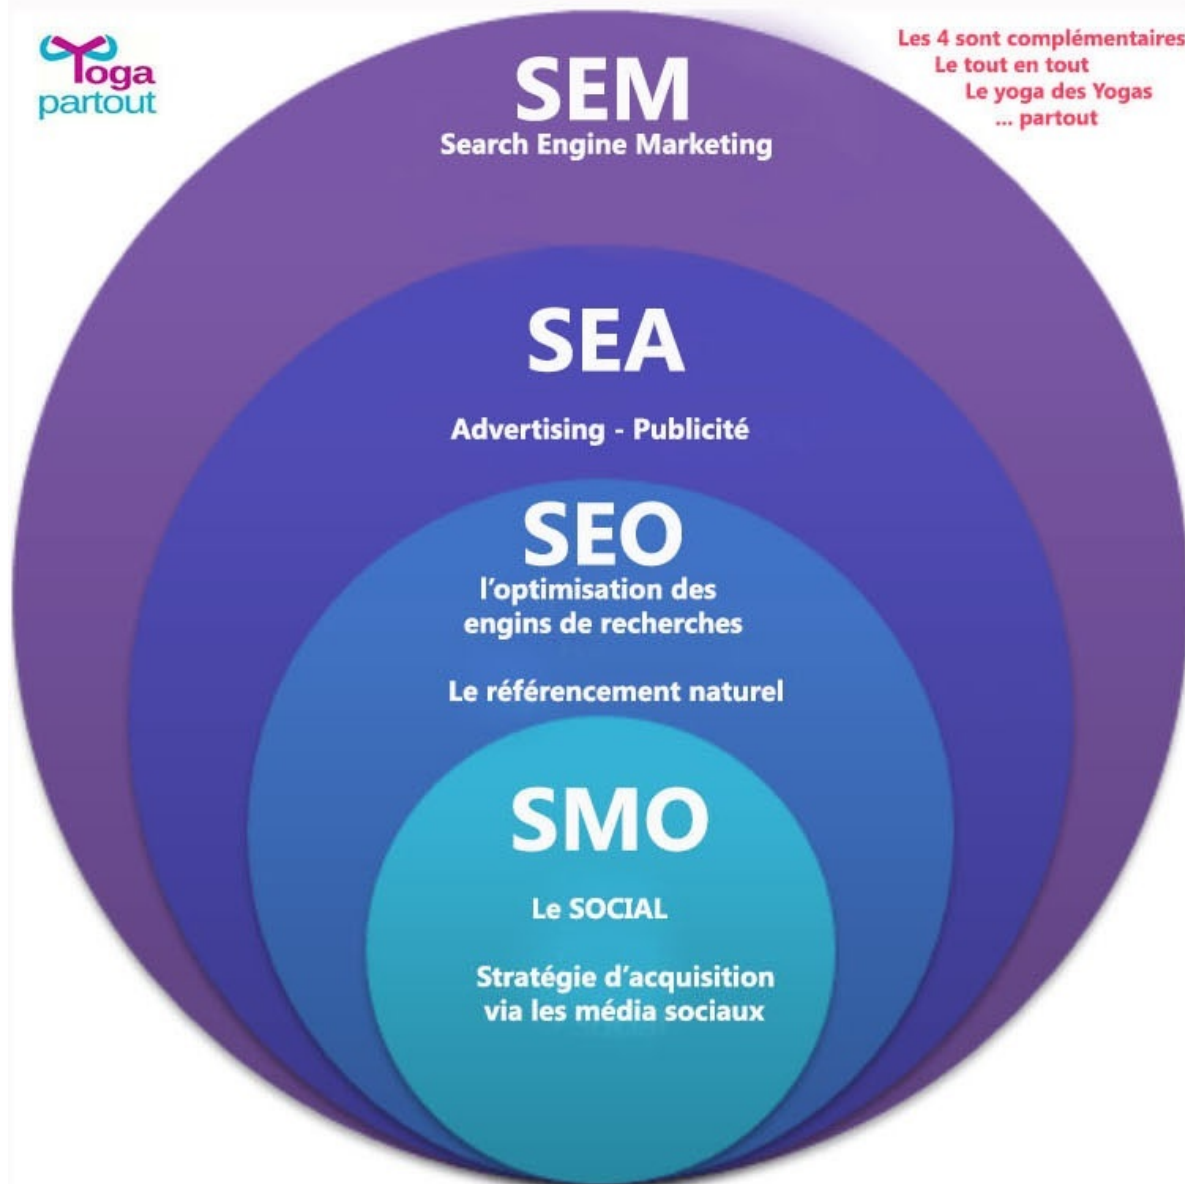 Yoga
partout
Les 4 sont complémentaires
Le tout en tout
Le yoga des Yogas
... partout
SEM
Search Engine Marketing
SEA
Advertising - Publicité
SEO
l'optimisation des
engins de recherches
Le référencement naturel
SMO
Le SOCIAL
Stratégie d'acquisition
via les média sociaux